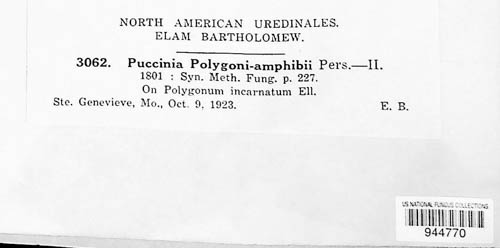 NORTH AMERICAN UREDINALES.
ELAM BARTHOLOMEW.
3062. Puccinia Polygoni-amphibii Pers.—II.
1801 : Syn. Meth. Fung. p. 227.
On Polygonum incarnatum Ell.
Ste. Genevieve, Mo., Oct. 9, 1923. E. B.
US NATIONAL FUNGUS COLLECTIONS
944770